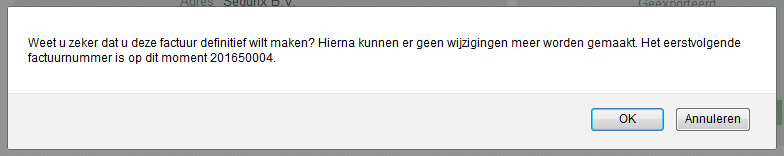 Adres Sedurix B.V.
Geëxporteerd
Weet u zeker dat u deze factuur definitief wilt maken? Hierna kunnen er geen wijzigingen meer worden gemaakt. Het eerstvolgende
factuurnummer is op dit moment 201650004.
OK Annuleren